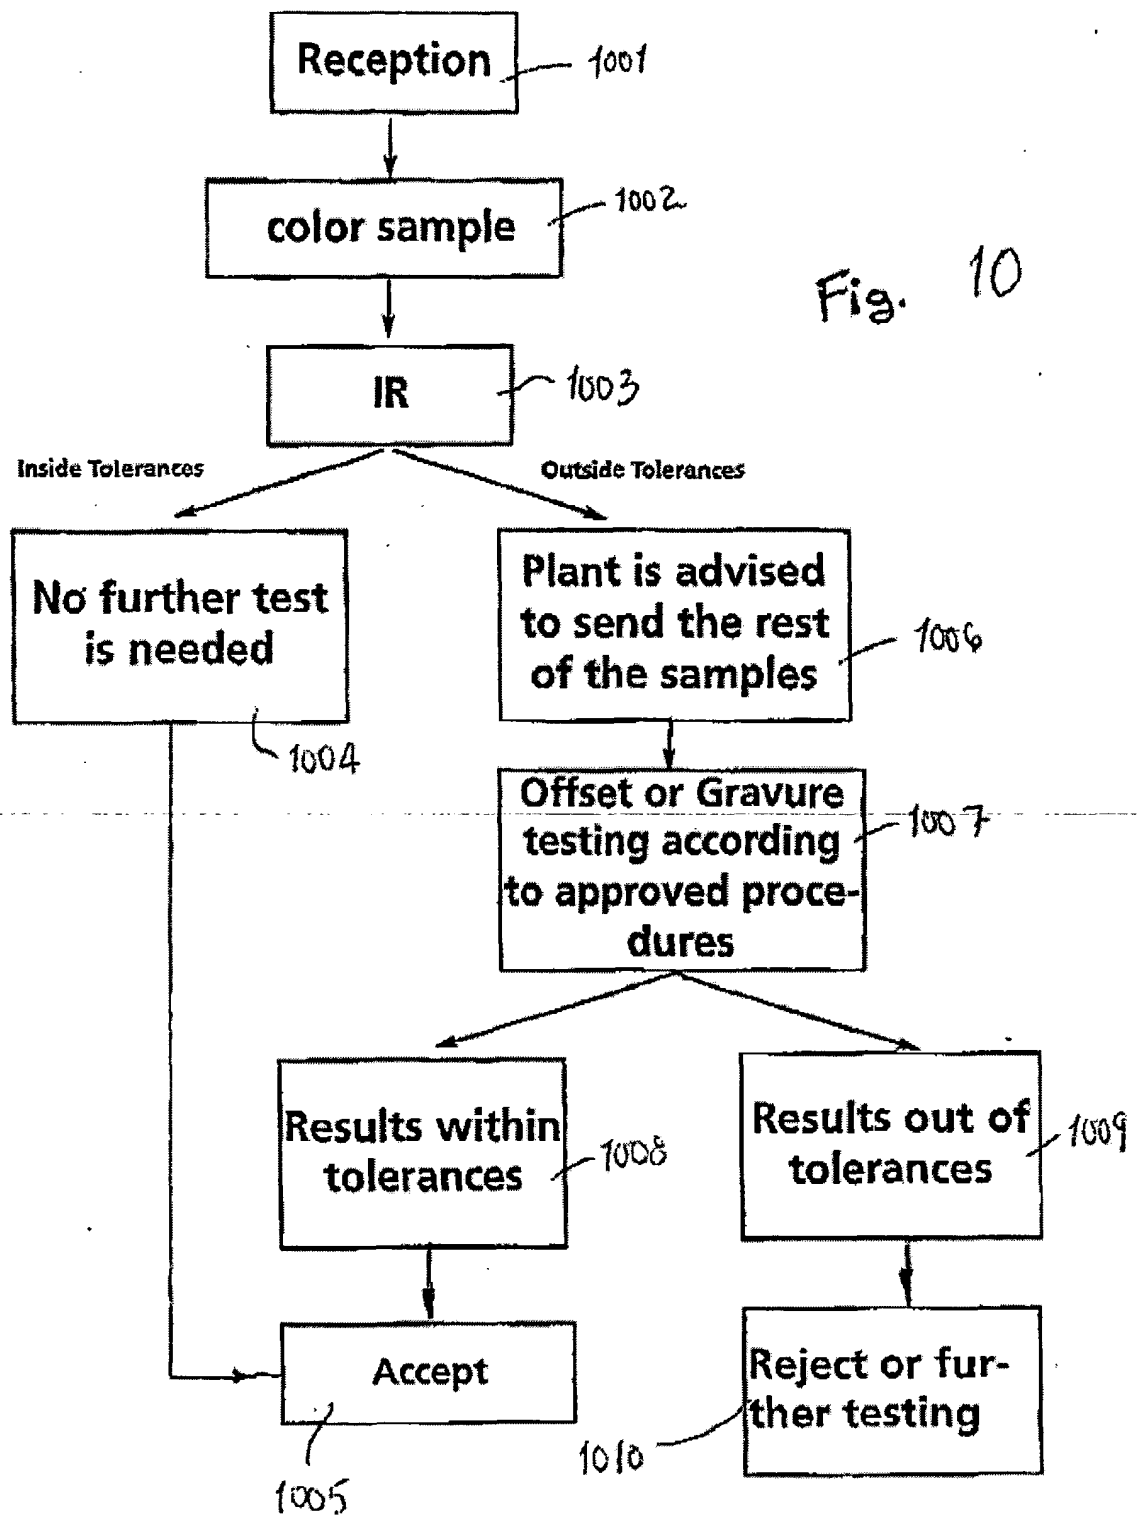 Reception
1001
color sample
1002
Fig. 10
IR
1003
Inside Tolerances
Outside Tolerances
No further test
is needed
1004
Plant is advised
to send the rest
of the samples
1006
Offset or Gravure
testing according
to approved proce-
dures
1007
Results within
tolerances
1008
Results out of
tolerances
1009
Accept
1005
Reject or fur-
ther testing
1010